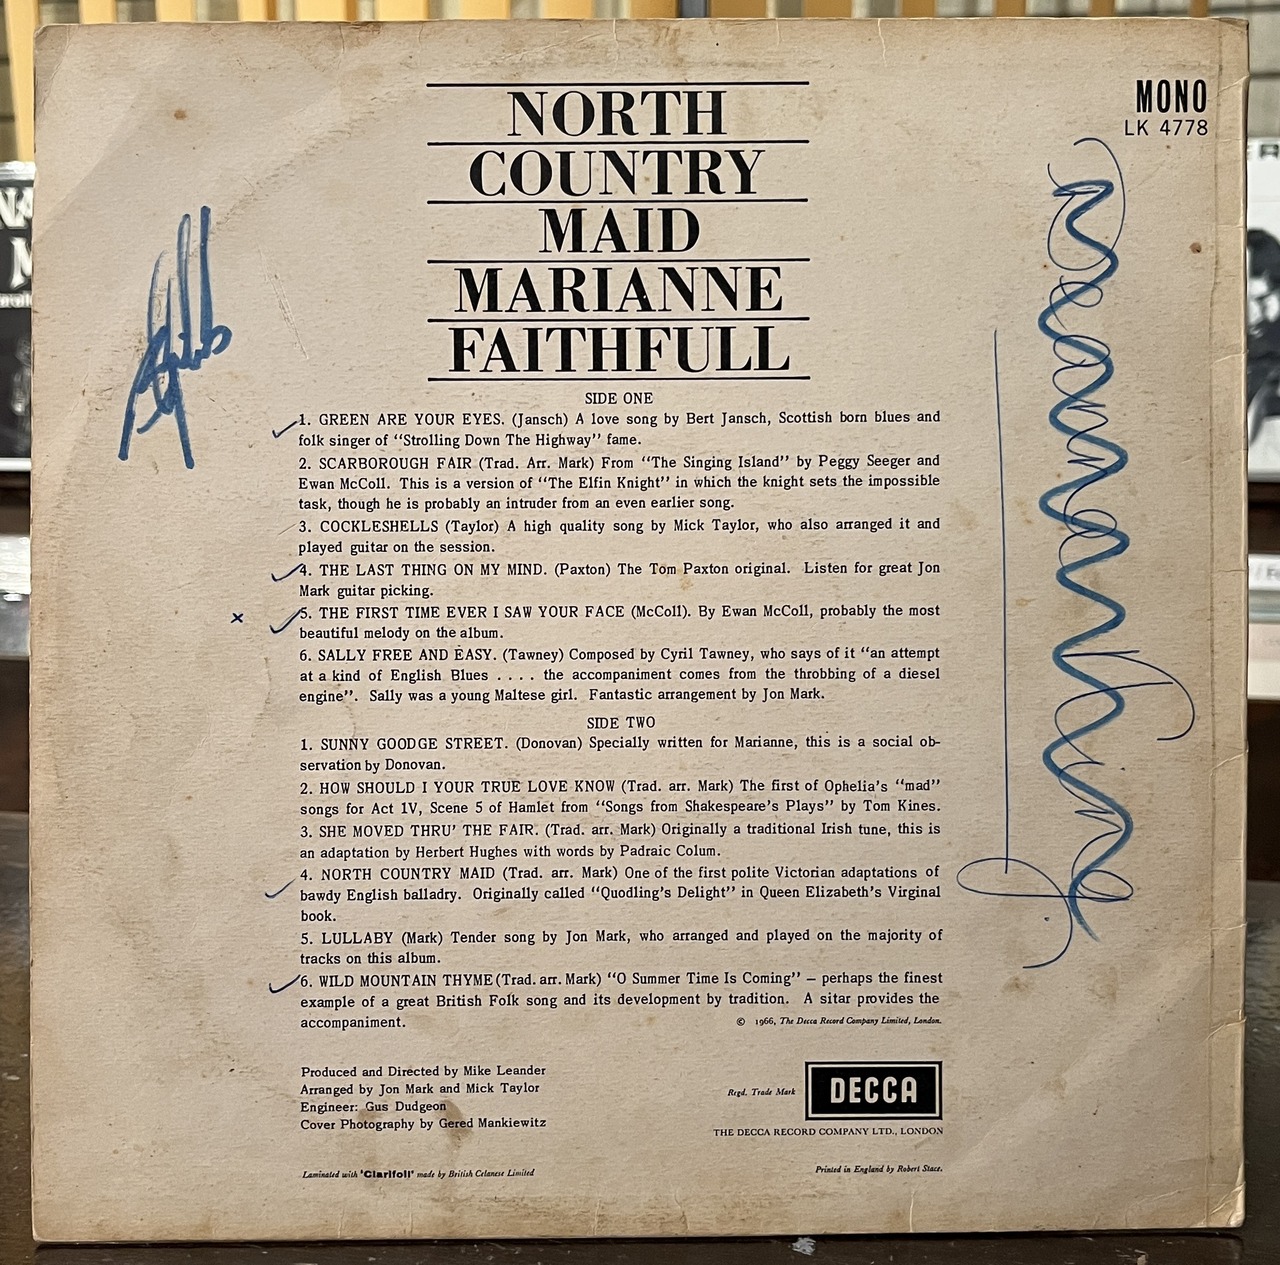 NORTH
COUNTRY
MAID
MARIANNE
FAITHFULL
MONO
LK 4778
SIDE ONE
1. GREEN ARE YOUR EYES. (Jansch) A love song by Bert Jansch, Scottish born blues and
folk singer of "Strolling Down The Highway" fame.
2. SCARBOROUGH FAIR (Trad. Arr. Mark) From "The Singing Island" by Peggy Seeger and
Ewan McColl. This is a version of "The Elfin Knight" in which the knight sets the impossible
task, though he is probably an intruder from an even earlier song.
3. COCKLESHELLS (Taylor) A high quality song by Mick Taylor, who also arranged it and
played guitar on the session.
4. THE LAST THING ON MY MIND. (Paxton) The Tom Paxton original. Listen for great Jon
Mark guitar picking.
x 5. THE FIRST TIME EVER I SAW YOUR FACE (McColl). By Ewan McColl, probably the most
beautiful melody on the album.
6. SALLY FREE AND EASY. (Tawney) Composed by Cyril Tawney, who says of it "an attempt
at a kind of English Blues . . . . the accompaniment comes from the throbbing of a diesel
engine". Sally was a young Maltese girl. Fantastic arrangement by Jon Mark.
SIDE TWO
1. SUNNY GOODGE STREET. (Donovan) Specially written for Marianne, this is a social ob-
servation by Donovan.
2. HOW SHOULD I YOUR TRUE LOVE KNOW (Trad. arr. Mark) The first of Ophelia's "mad"
songs for Act 1V, Scene 5 of Hamlet from "Songs from Shakespeare's Plays" by Tom Kines.
3. SHE MOVED THRU' THE FAIR. (Trad. arr. Mark) Originally a traditional Irish tune, this is
an adaptation by Herbert Hughes with words by Padraic Colum.
4. NORTH COUNTRY MAID (Trad. arr. Mark) One of the first polite Victorian adaptations of
bawdy English balladry. Originally called "Quodling's Delight" in Queen Elizabeth's Virginal
book.
5. LULLABY (Mark) Tender song by Jon Mark, who arranged and played on the majority of
tracks on this album.
6. WILD MOUNTAIN THYME (Trad. arr. Mark) "O Summer Time Is Coming" – perhaps the finest
example of a great British Folk song and its development by tradition. A sitar provides the
accompaniment.
© 1966, The Decca Record Company Limited, London.
Produced and Directed by Mike Leander
Arranged by Jon Mark and Mick Taylor
Engineer: Gus Dudgeon
Cover Photography by Gered Mankiewitz
Regd. Trade Mark
DECCA
THE DECCA RECORD COMPANY LTD., LONDON
Laminated with 'Clarifoil' made by British Celanese Limited
Printed in England by Robert Stace.